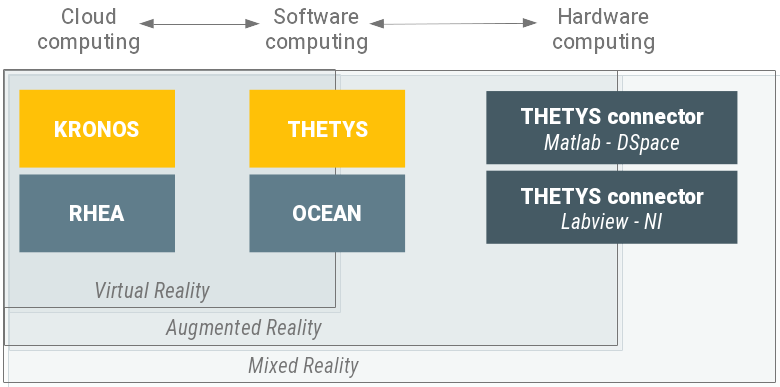 Cloud
computing
Software
computing
Hardware
computing
KRONOS
THETYS
THETYS connector
Matlab - DSpace
RHEA
OCEAN
THETYS connector
Labview - NI
Virtual Reality
Augmented Reality
Mixed Reality